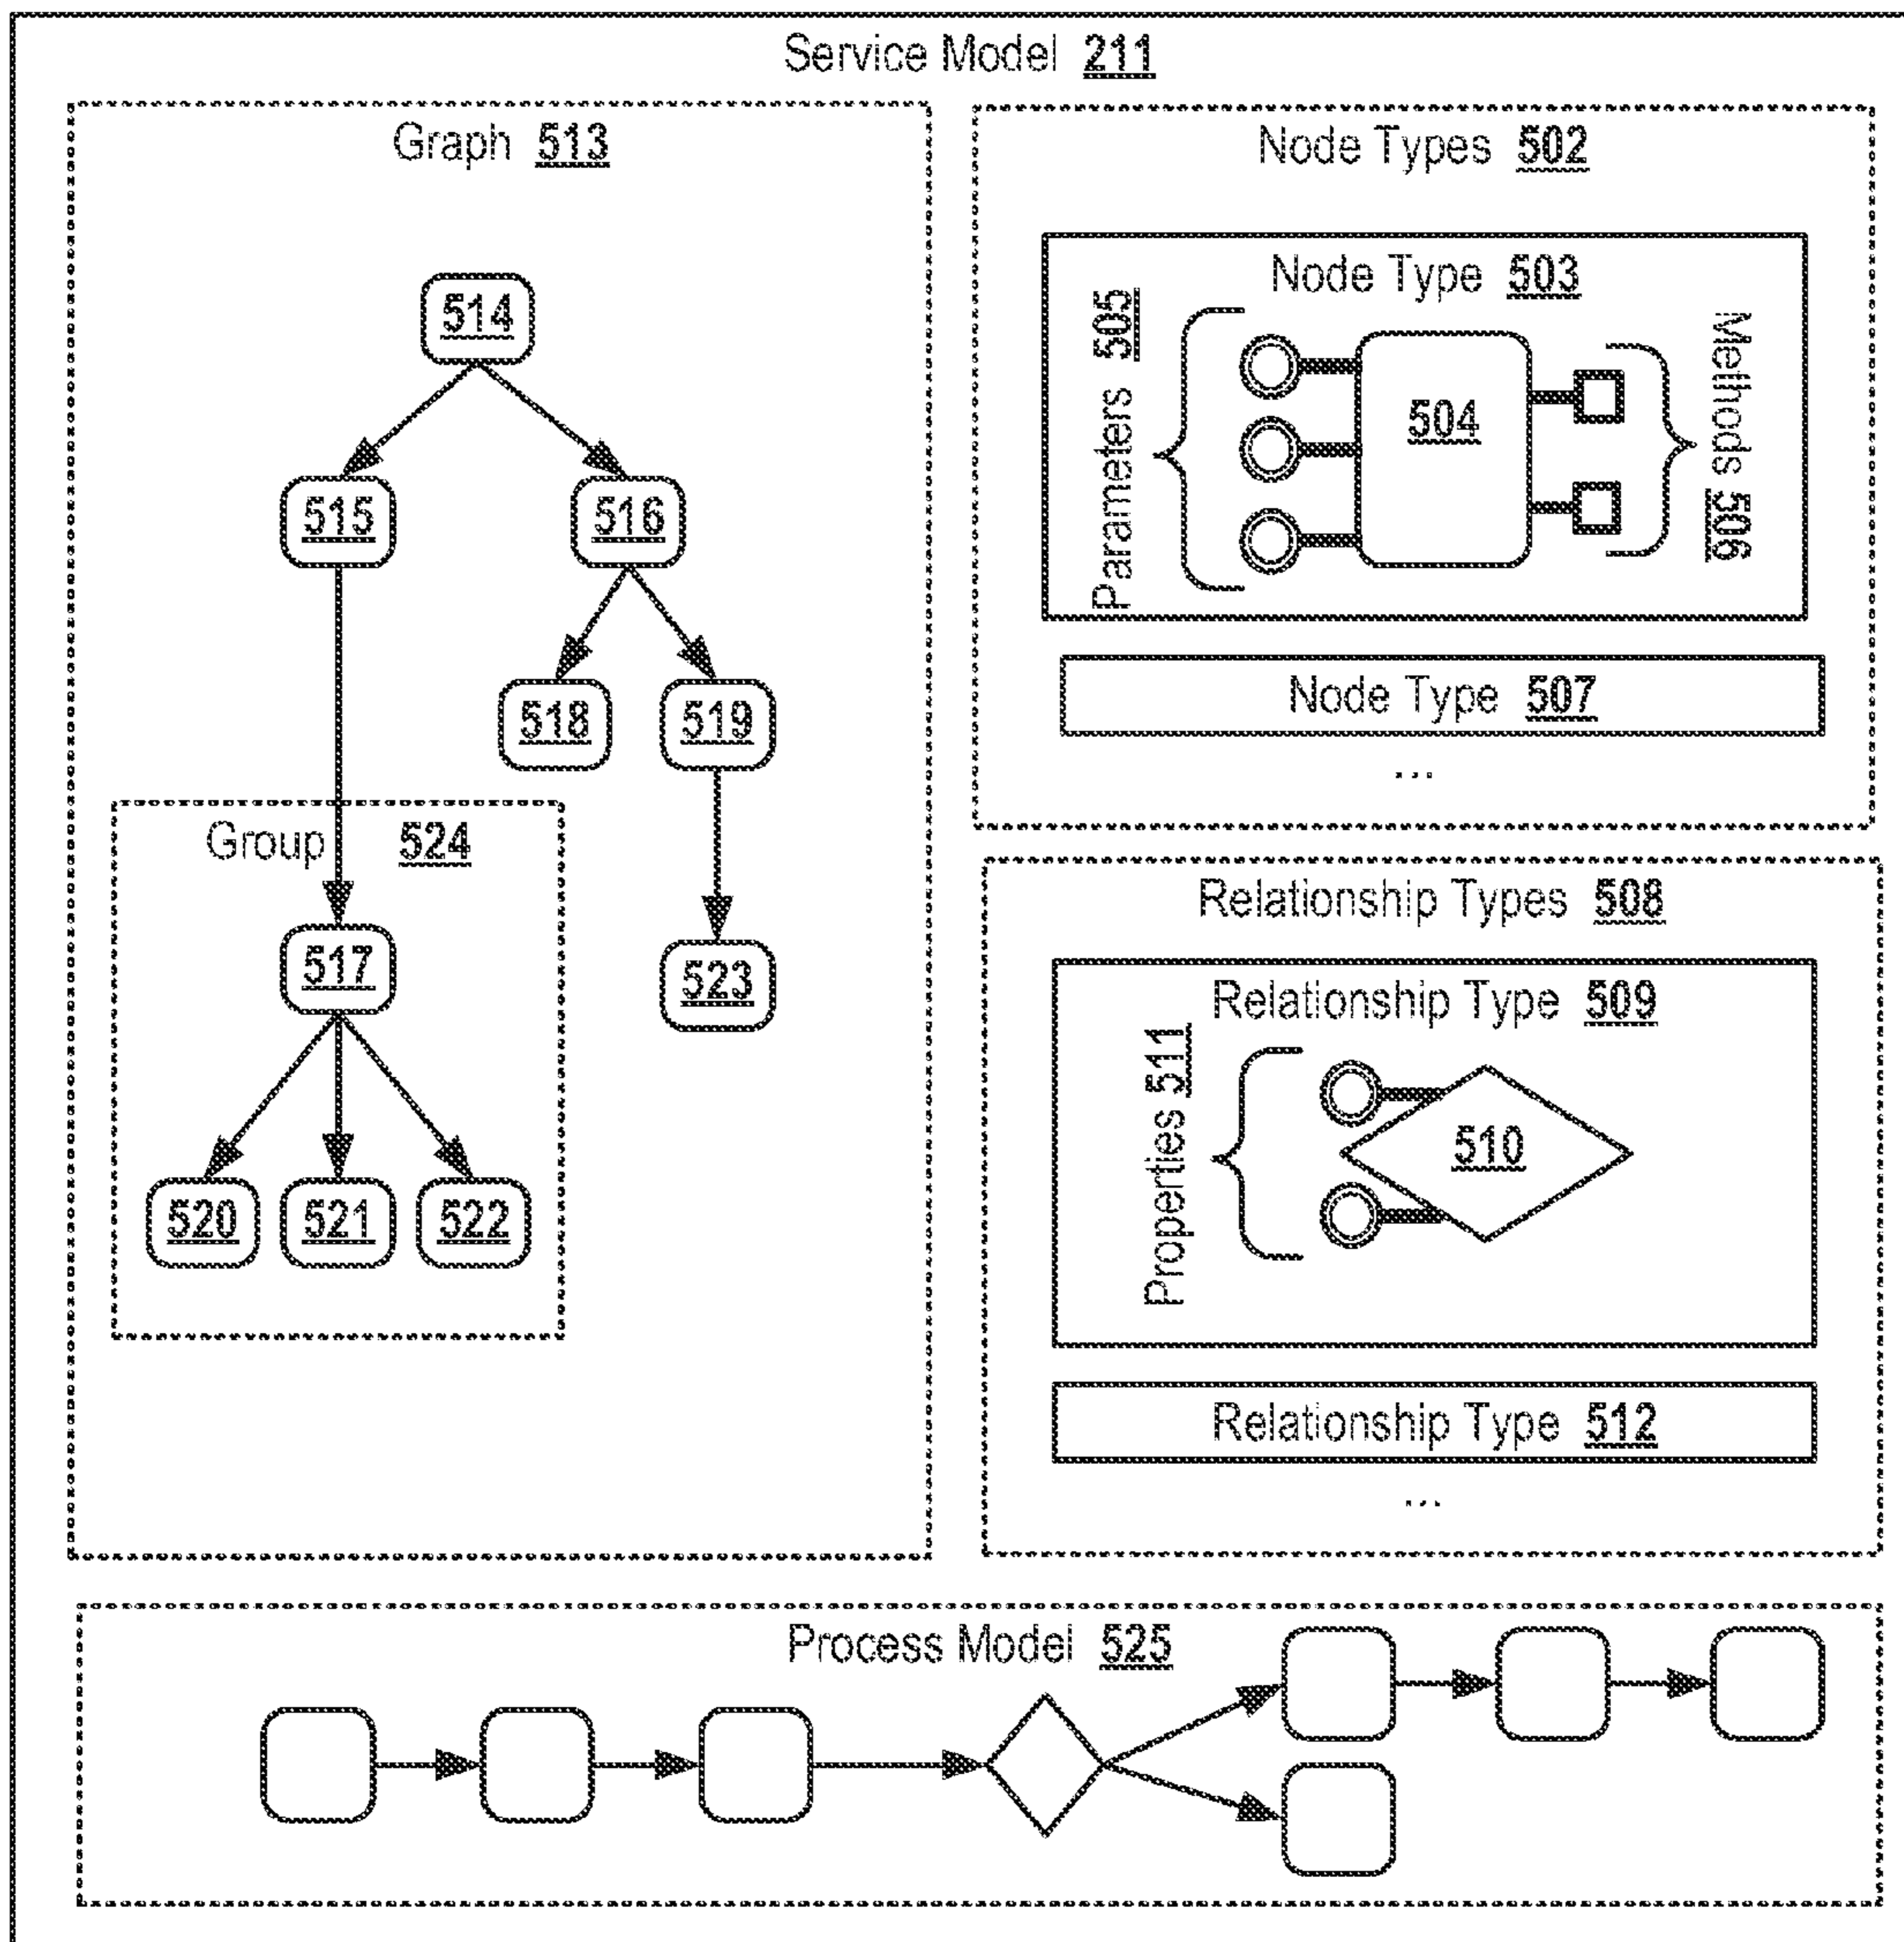 Service Model 211
Graph 513
514
515 516
518 519
Group 524
517
523
520 521 522
Node Types 502
Node Type 503
Parameters 505
504
Methods 506
Node Type 507
...
Relationship Types 508
Relationship Type 509
Properties 511
510
Relationship Type 512
...
Process Model 525